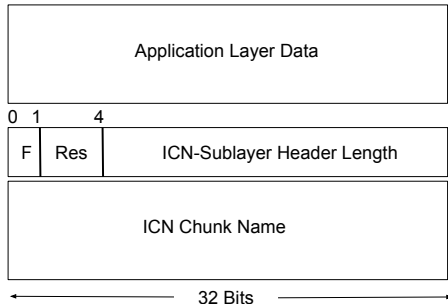 Application Layer Data
0 1 4
F Res ICN-Sublayer Header Length
ICN Chunk Name
32 Bits